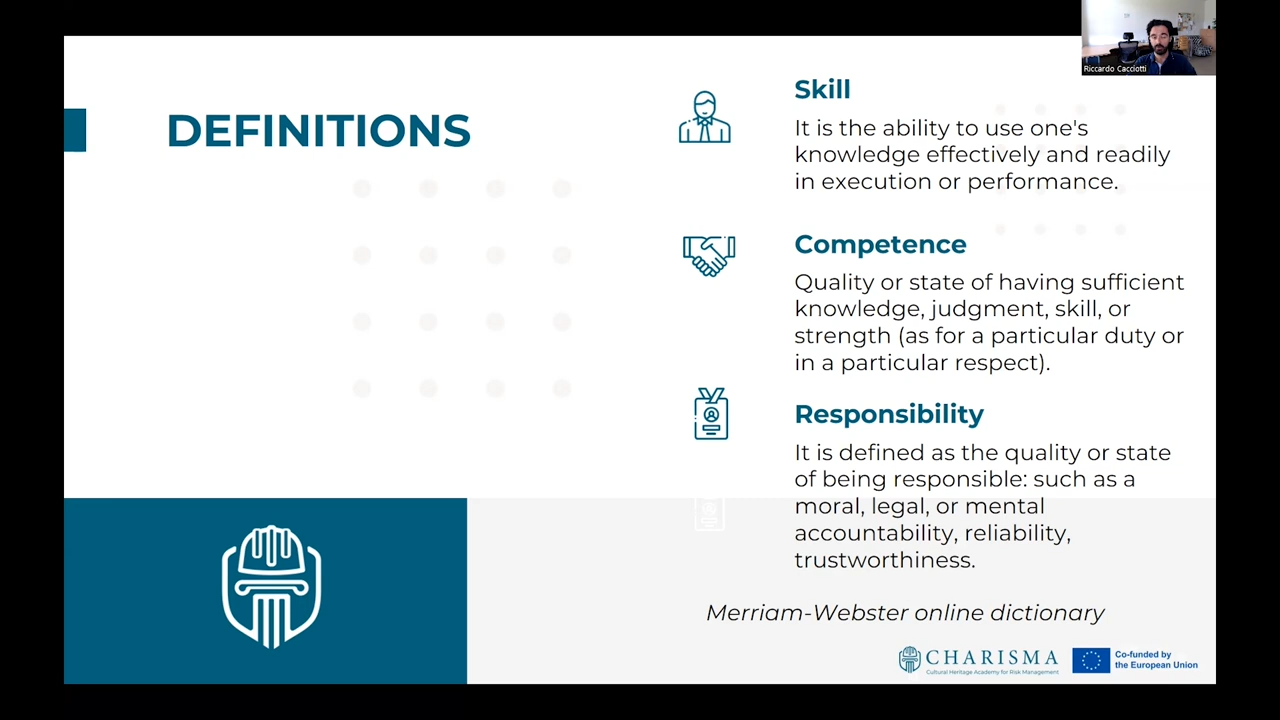 Riccardo Cacciotti
DEFINITIONS
Skill
It is the ability to use one's
knowledge effectively and readily
in execution or performance.
Competence
Quality or state of having sufficient
knowledge, judgment, skill, or
strength (as for a particular duty or
in a particular respect).
Responsibility
It is defined as the quality or state
of being responsible: such as a
moral, legal, or mental
accountability, reliability,
trustworthiness.
Merriam-Webster online dictionary
CHARISMA
Cultural Heritage Academy for Risk Management
Co-funded by
the European Union